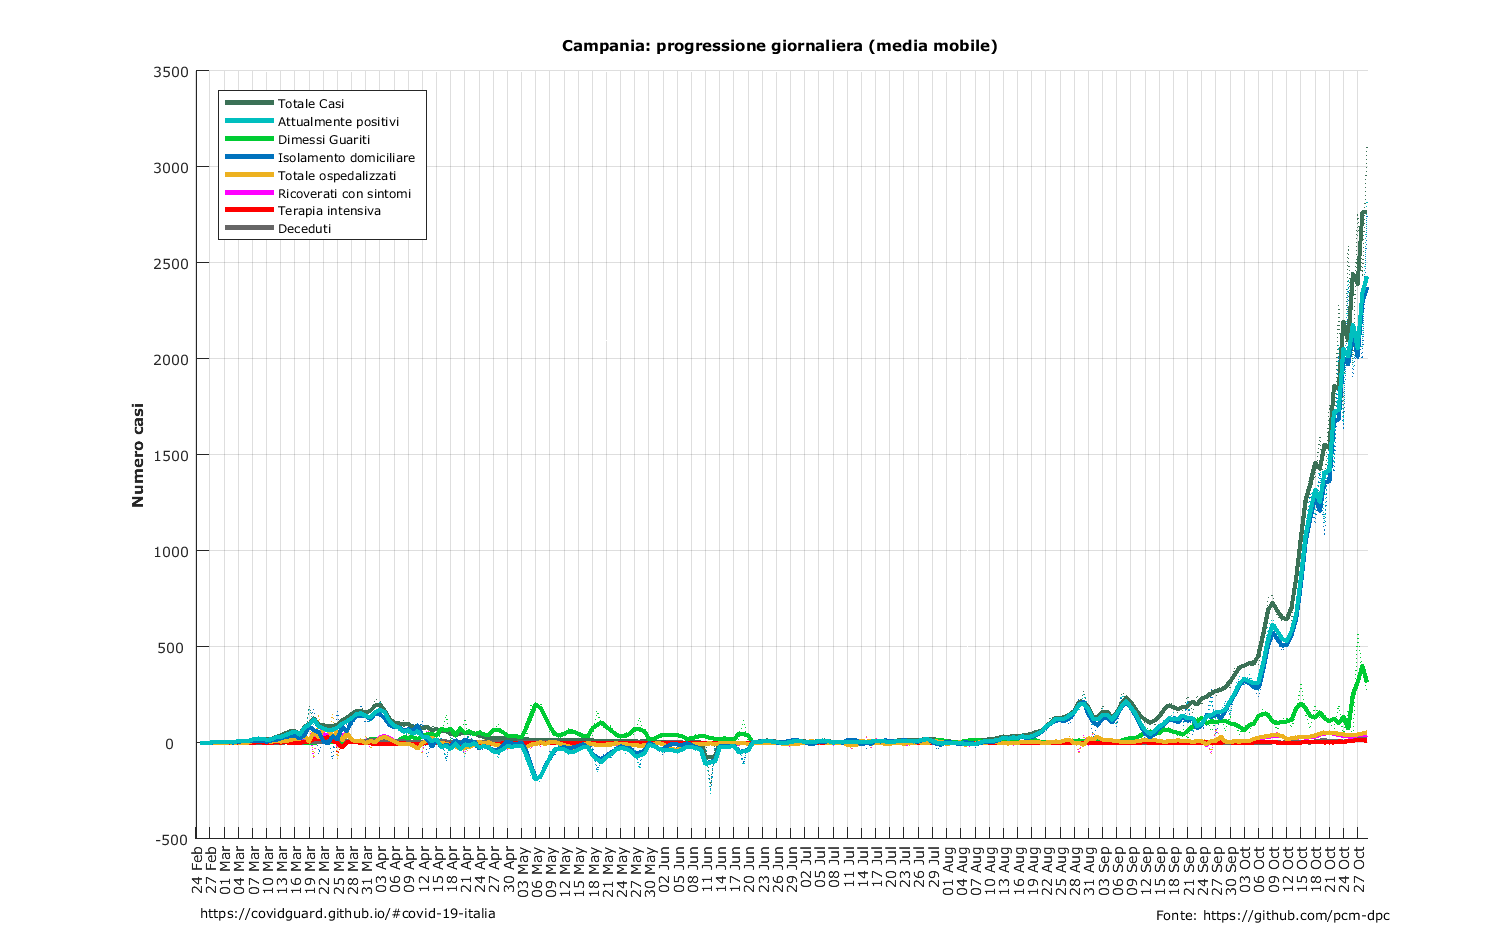 Campania: progressione giornaliera (media mobile)
3500
3000
2500
2000
1500
1000
500
0
-500
Numero casi
Totale Casi
Attualmente positivi
Dimessi Guariti
Isolamento domiciliare
Totale ospedalizzati
Ricoverati con sintomi
Terapia intensiva
Deceduti
24 Feb
27 Feb
01 Mar
04 Mar
07 Mar
10 Mar
13 Mar
16 Mar
19 Mar
22 Mar
25 Mar
28 Mar
31 Mar
03 Apr
06 Apr
09 Apr
12 Apr
15 Apr
18 Apr
21 Apr
24 Apr
27 Apr
30 Apr
03 May
06 May
09 May
12 May
15 May
18 May
21 May
24 May
27 May
30 May
02 Jun
05 Jun
08 Jun
11 Jun
14 Jun
17 Jun
20 Jun
23 Jun
26 Jun
29 Jun
02 Jul
05 Jul
08 Jul
11 Jul
14 Jul
17 Jul
20 Jul
23 Jul
26 Jul
29 Jul
01 Aug
04 Aug
07 Aug
10 Aug
13 Aug
16 Aug
19 Aug
22 Aug
25 Aug
28 Aug
31 Aug
03 Sep
06 Sep
09 Sep
12 Sep
15 Sep
18 Sep
21 Sep
24 Sep
27 Sep
30 Sep
03 Oct
06 Oct
09 Oct
12 Oct
15 Oct
18 Oct
21 Oct
24 Oct
27 Oct
https://covidguard.github.io/#covid-19-italia
Fonte: https://github.com/pcm-dpc